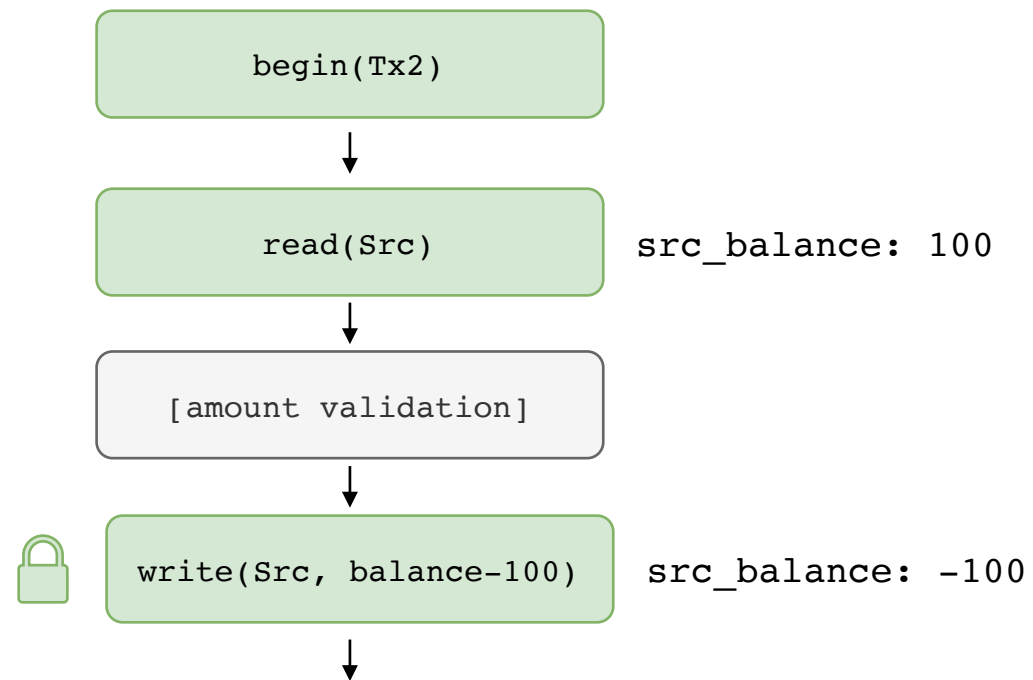 begin(Tx2)
read(Src)
src_balance: 100
[amount validation]
write(Src, balance-100)
src_balance: -100